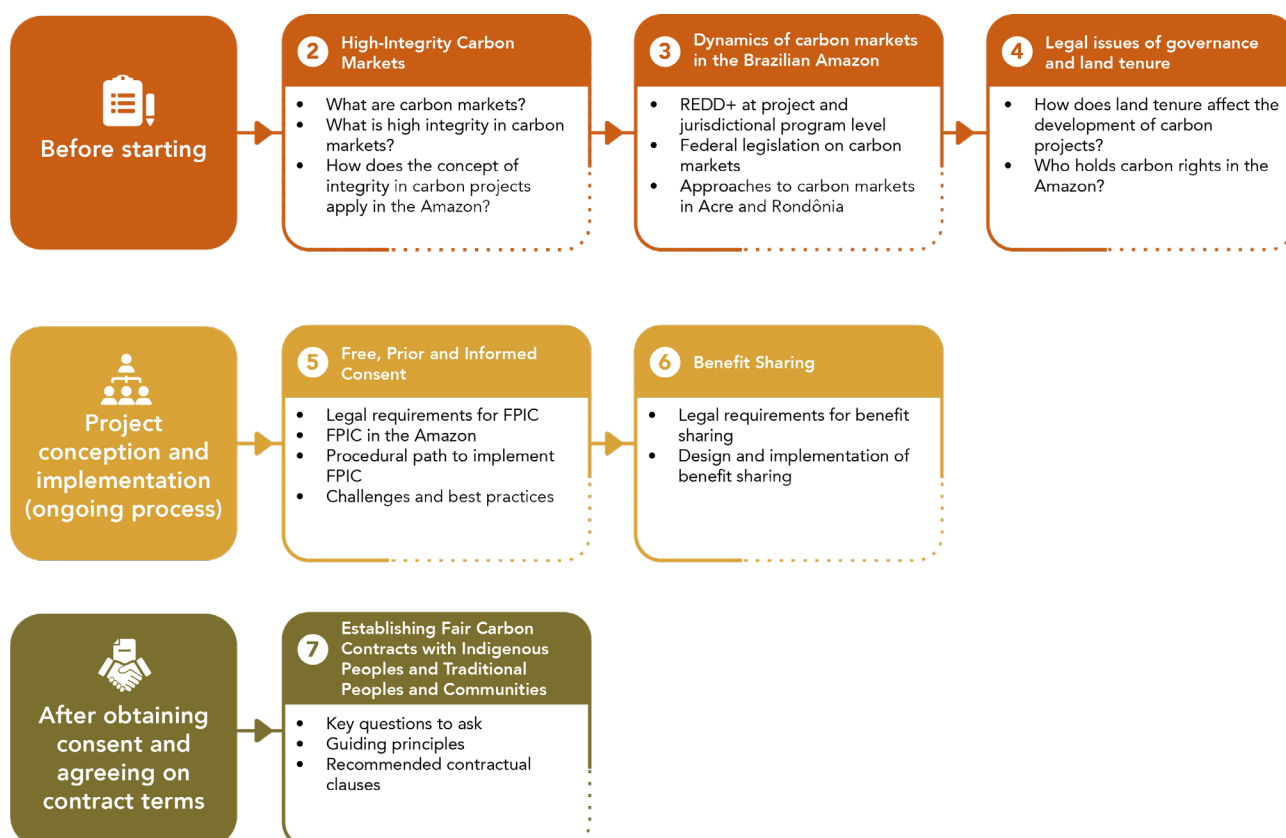 Before starting
2
High-Integrity Carbon
Markets
• What are carbon markets?
• What is high integrity in carbon
markets?
• How does the concept of
integrity in carbon projects
apply in the Amazon?
3
Dynamics of carbon markets
in the Brazilian Amazon
• REDD+ at project and
jurisdictional program level
• Federal legislation on carbon
markets
• Approaches to carbon markets
in Acre and Rondônia
4
Legal issues of governance
and land tenure
• How does land tenure affect the
development of carbon
projects?
• Who holds carbon rights in the
Amazon?
Project
conception and
implementation
(ongoing process)
5
Free, Prior and Informed
Consent
• Legal requirements for FPIC
• FPIC in the Amazon
• Procedural path to implement
FPIC
• Challenges and best practices
6
Benefit Sharing
• Legal requirements for benefit
sharing
• Design and implementation of
benefit sharing
After obtaining
consent and
agreeing on
contract terms
7
Establishing Fair Carbon
Contracts with Indigenous
Peoples and Traditional
Peoples and Communities
• Key questions to ask
• Guiding principles
• Recommended contractual
clauses